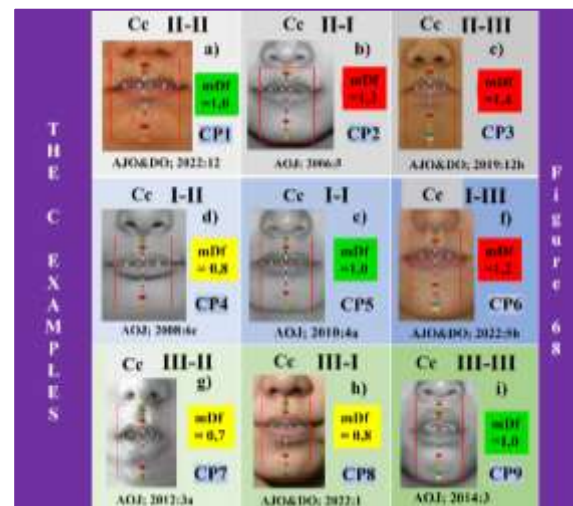 THE C EXAMPLES
Cc II-II
a)
mDf
=1,0
CP1
AJO&DO; 2022:12
Cc II-I
b)
mDf
CP2
AOJ; 2006:8
Cc II-III
c)
mDf
=1,4
CP3
AJO&DO; 2019:12b
Cc I-II
d)
mDf
= 0,8
CP4
AOJ; 2008:6c
Cc I-I
e)
mDf
=1,0
CP5
AOJ; 2010:4a
Cc I-III
f)
mDf
=1,2
CP6
AJO&DO; 2022:9b
Cc III-II
g)
mDf
= 0,7
CP7
AOJ; 2012:3a
Cc III-I
h)
mDf
= 0,8
CP8
AJO&DO; 2022:1
Cc III-III
i)
mDf
=1,0
CP9
AOJ; 2014:3
Figure 68